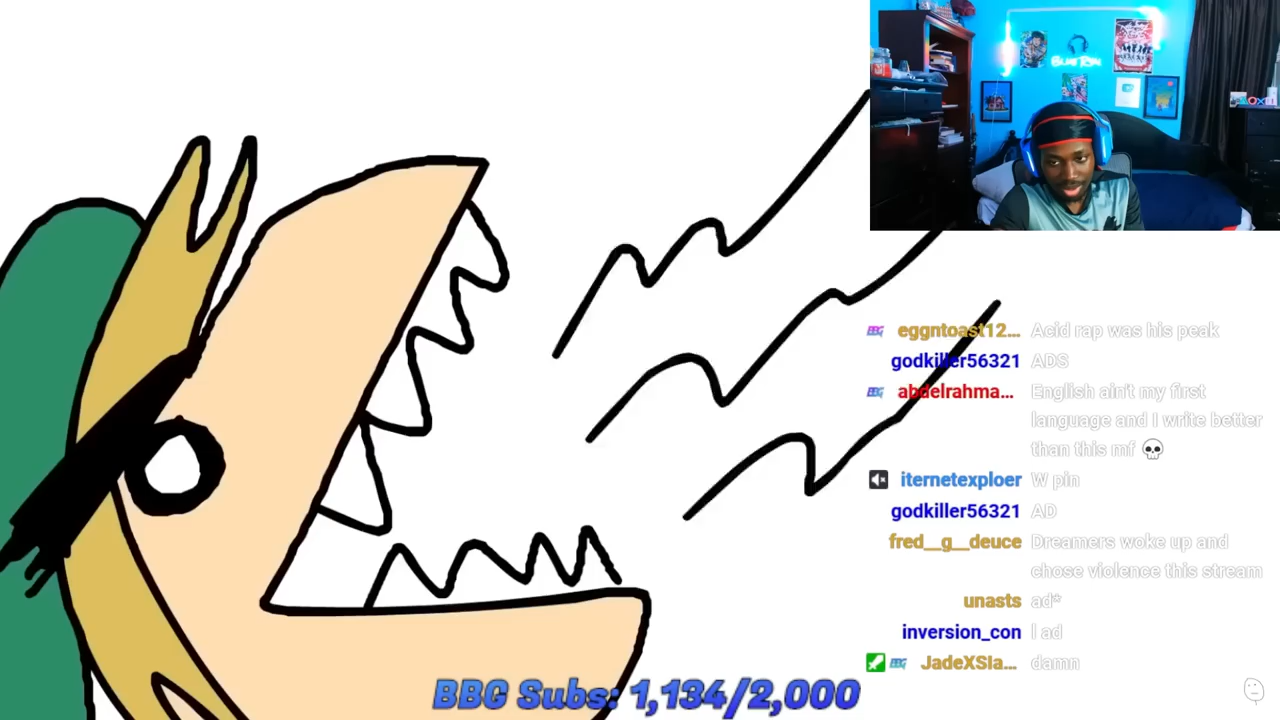 eggntoast12… Acid rap was his peak
godkiller56321 ADS
abdelrahma… English ain't my first
language and I write better
than this mf 💀
iternetexploer W pin
godkiller56321 AD
fred__g__deuce Dreamers woke up and
chose violence this stream
unasts ad*
inversion_con l ad
JadeXSla… damn
BBG Subs: 1,134/2,000